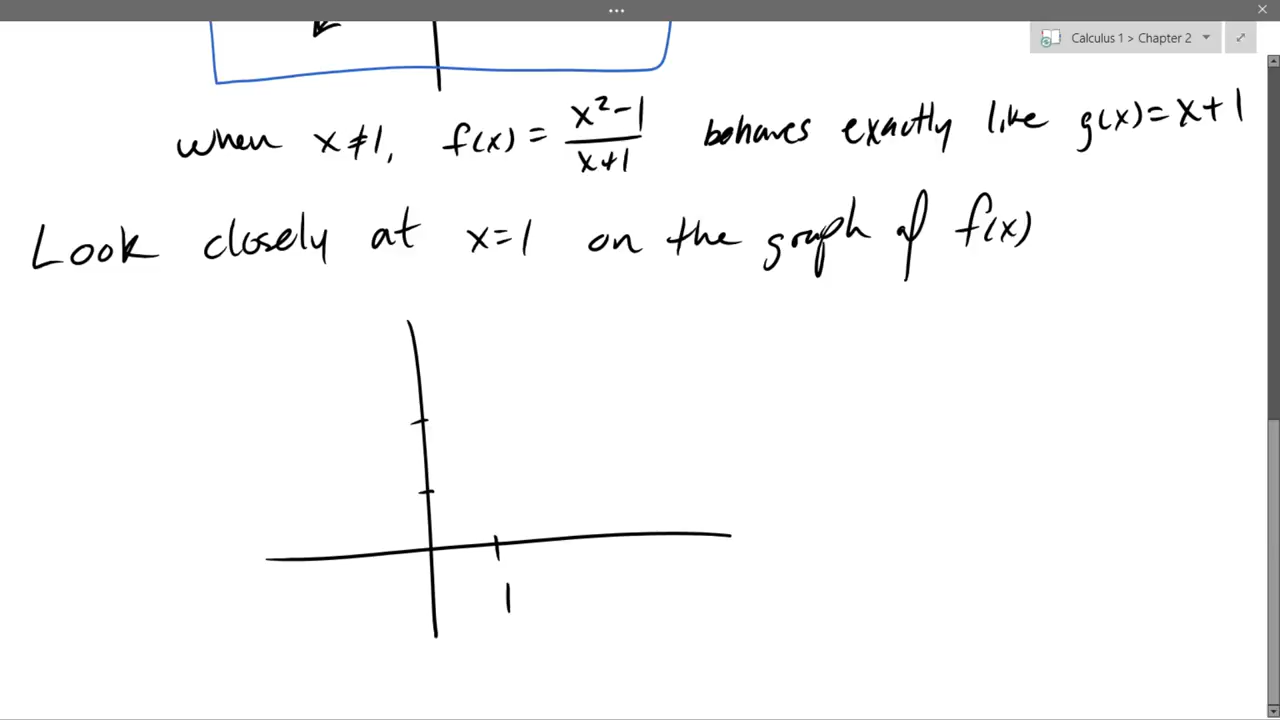 Calculus 1 > Chapter 2
when x≠1, f(x) = x²-1 / x+1 behaves exactly like g(x)=x+1
Look closely at x=1 on the graph of f(x)
1